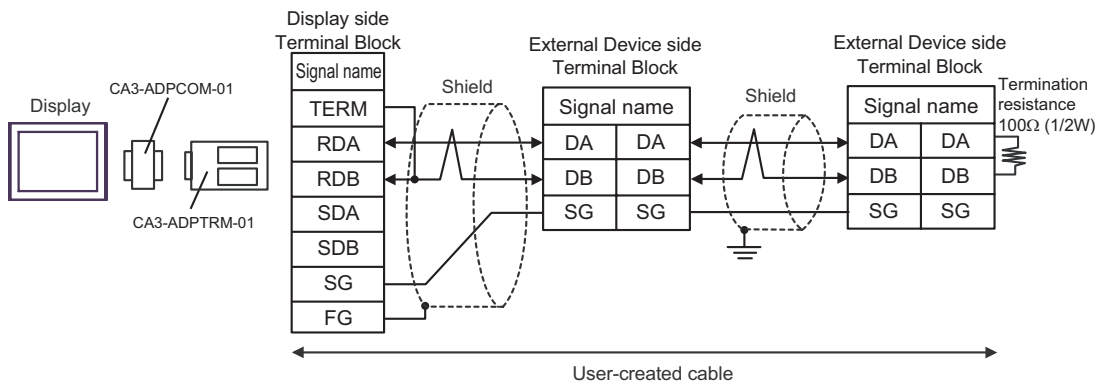 Display side
Terminal Block
Signal name
TERM
RDA
RDB
SDA
SDB
SG
FG
Display
CA3-ADPCOM-01
CA3-ADPTRM-01
Shield
External Device side
Terminal Block
Signal name
DA DA
DB DB
SG SG
Shield
External Device side
Terminal Block
Signal name
DA DA
DB DB
SG SG
Termination
resistance
100Ω (1/2W)
User-created cable